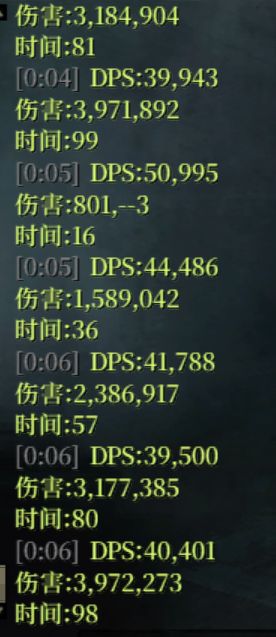 伤害:3,184,904
时间:81
[0:04] DPS:39,943
伤害:3,971,892
时间:99
[0:05] DPS:50,995
伤害:801,--3
时间:16
[0:05] DPS:44,486
伤害:1,589,042
时间:36
[0:06] DPS:41,788
伤害:2,386,917
时间:57
[0:06] DPS:39,500
伤害:3,177,385
时间:80
[0:06] DPS:40,401
伤害:3,972,273
时间:98